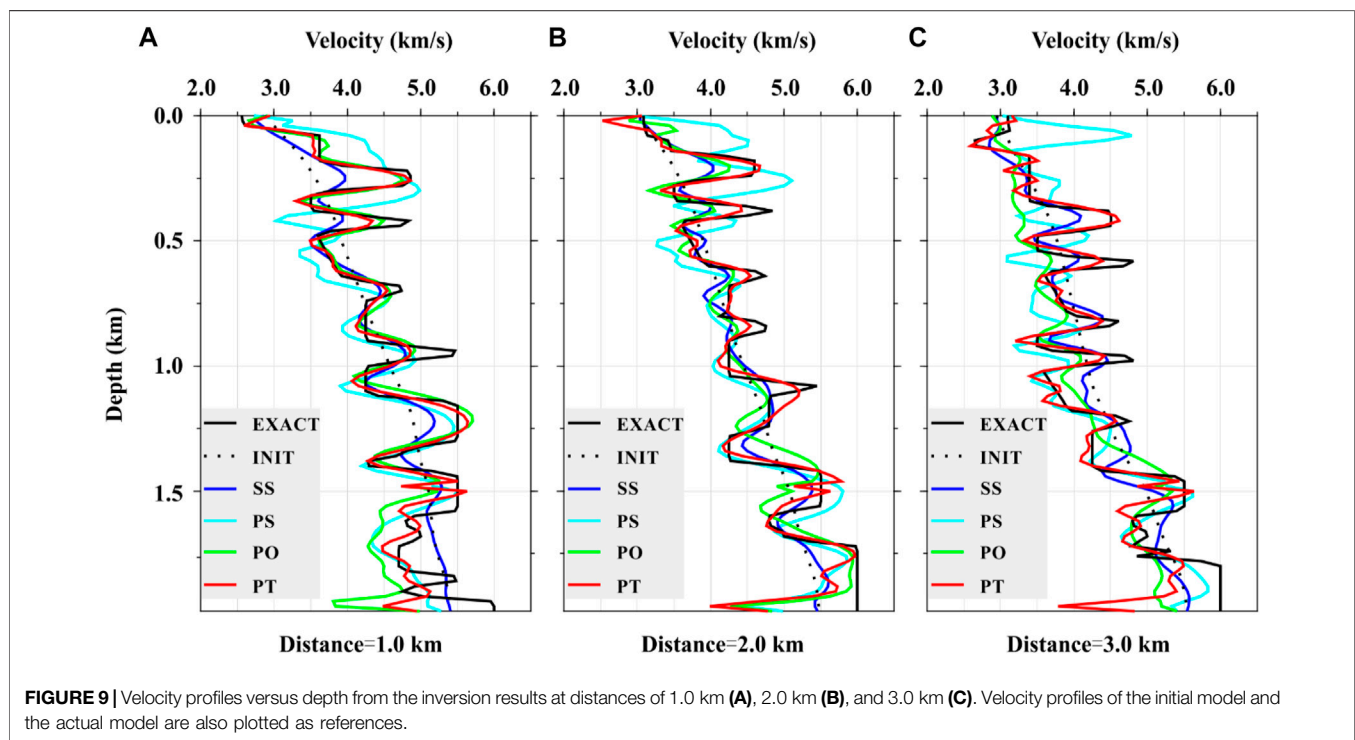 A Velocity (km/s) B Velocity (km/s) C Velocity (km/s)
2.0 3.0 4.0 5.0 6.0 2.0 3.0 4.0 5.0 6.0 2.0 3.0 4.0 5.0 6.0
0.0
0.5
1.0
1.5
Depth (km)
EXACT
INIT
SS
PS
PO
PT
EXACT
INIT
SS
PS
PO
PT
EXACT
INIT
SS
PS
PO
PT
Distance=1.0 km Distance=2.0 km Distance=3.0 km
FIGURE 9 | Velocity profiles versus depth from the inversion results at distances of 1.0 km (A), 2.0 km (B), and 3.0 km (C). Velocity profiles of the initial model and
the actual model are also plotted as references.